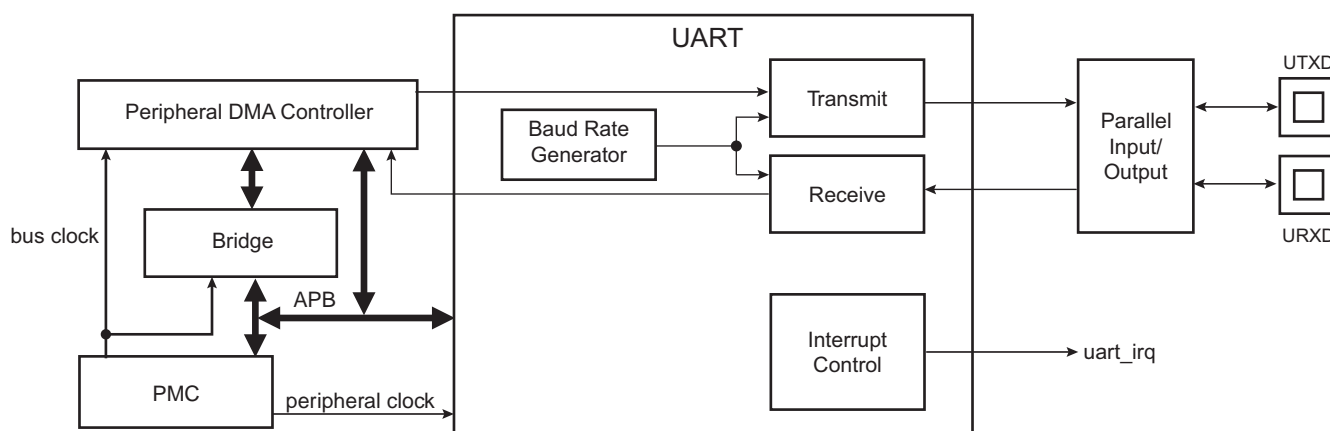 UART
UTXD
Peripheral DMA Controller
Transmit
Baud Rate
Generator
Parallel
Input/
Output
Receive
bus clock
Bridge
URXD
APB
Interrupt
Control
uart_irq
PMC
peripheral clock